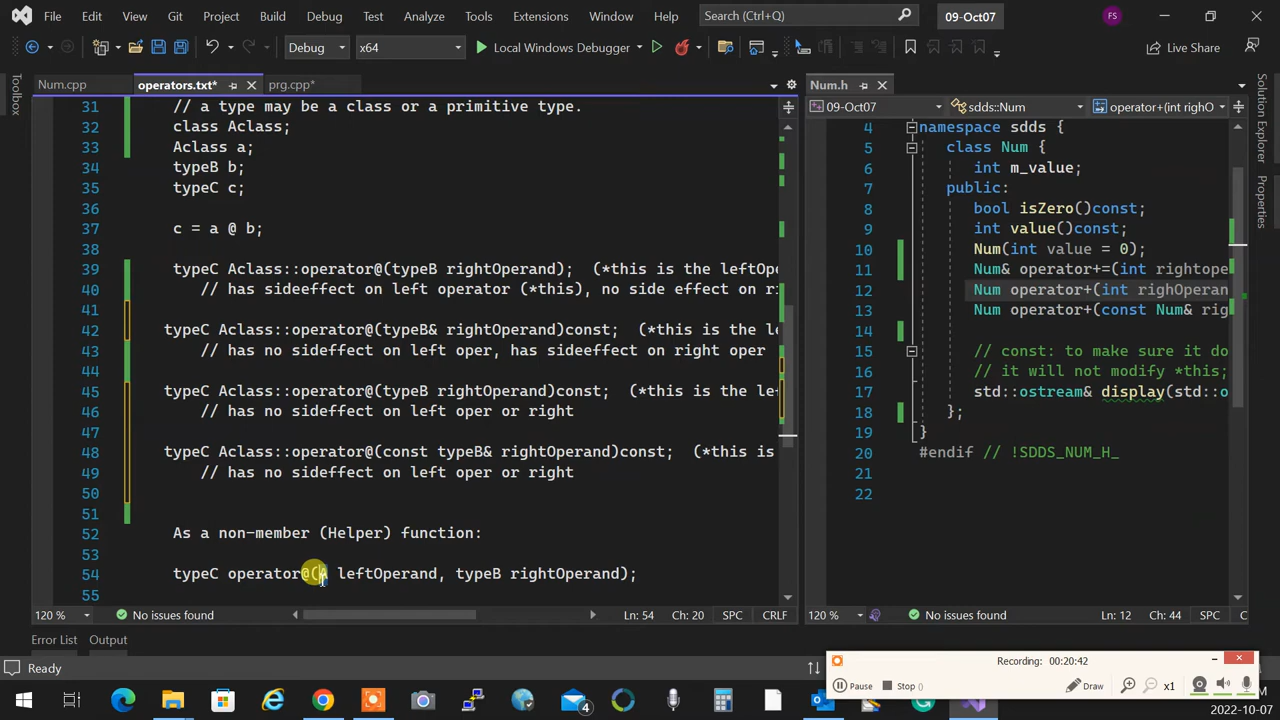 File Edit View Git Project Build Debug Test Analyze Tools Extensions Window Help Search (Ctrl+Q) 09-Oct07 FS
Debug x64 Local Windows Debugger Live Share
Toolbox
Num.cpp operators.txt* prg.cpp*
31 // a type may be a class or a primitive type.
32 class Aclass;
33 Aclass a;
34 typeB b;
35 typeC c;
36
37 c = a @ b;
38
39 typeC Aclass::operator@(typeB rightOperand); (*this is the leftOpe
40 // has sideeffect on left operator (*this), no side effect on ri
41
42 typeC Aclass::operator@(typeB& rightOperand)const; (*this is the l
43 // has no sideffect on left oper, has sideeffect on right oper
44
45 typeC Aclass::operator@(typeB rightOperand)const; (*this is the le
46 // has no sideffect on left oper or right
47
48 typeC Aclass::operator@(const typeB& rightOperand)const; (*this is
49 // has no sideffect on left oper or right
50
51
52 As a non-member (Helper) function:
53
54 typeC operator@(A leftOperand, typeB rightOperand);
55
120 % No issues found Ln: 54 Ch: 20 SPC CRLF
Num.h
09-Oct07 sdds::Num operator+(int righO
4 namespace sdds {
5 class Num {
6 int m_value;
7 public:
8 bool isZero()const;
9 int value()const;
10 Num(int value = 0);
11 Num& operator+=(int rightope
12 Num operator+(int righOperan
13 Num operator+(const Num& rig
14
15 // const: to make sure it do
16 // it will not modify *this;
17 std::ostream& display(std::o
18 };
19 }
20 #endif // !SDDS_NUM_H_
21
22
120 % No issues found Ln: 12 Ch: 44 SPC C
Solution Explorer
Properties
Error List Output
Ready
Recording: 00:20:42
Pause Stop () Draw x1
4
2022-10-07